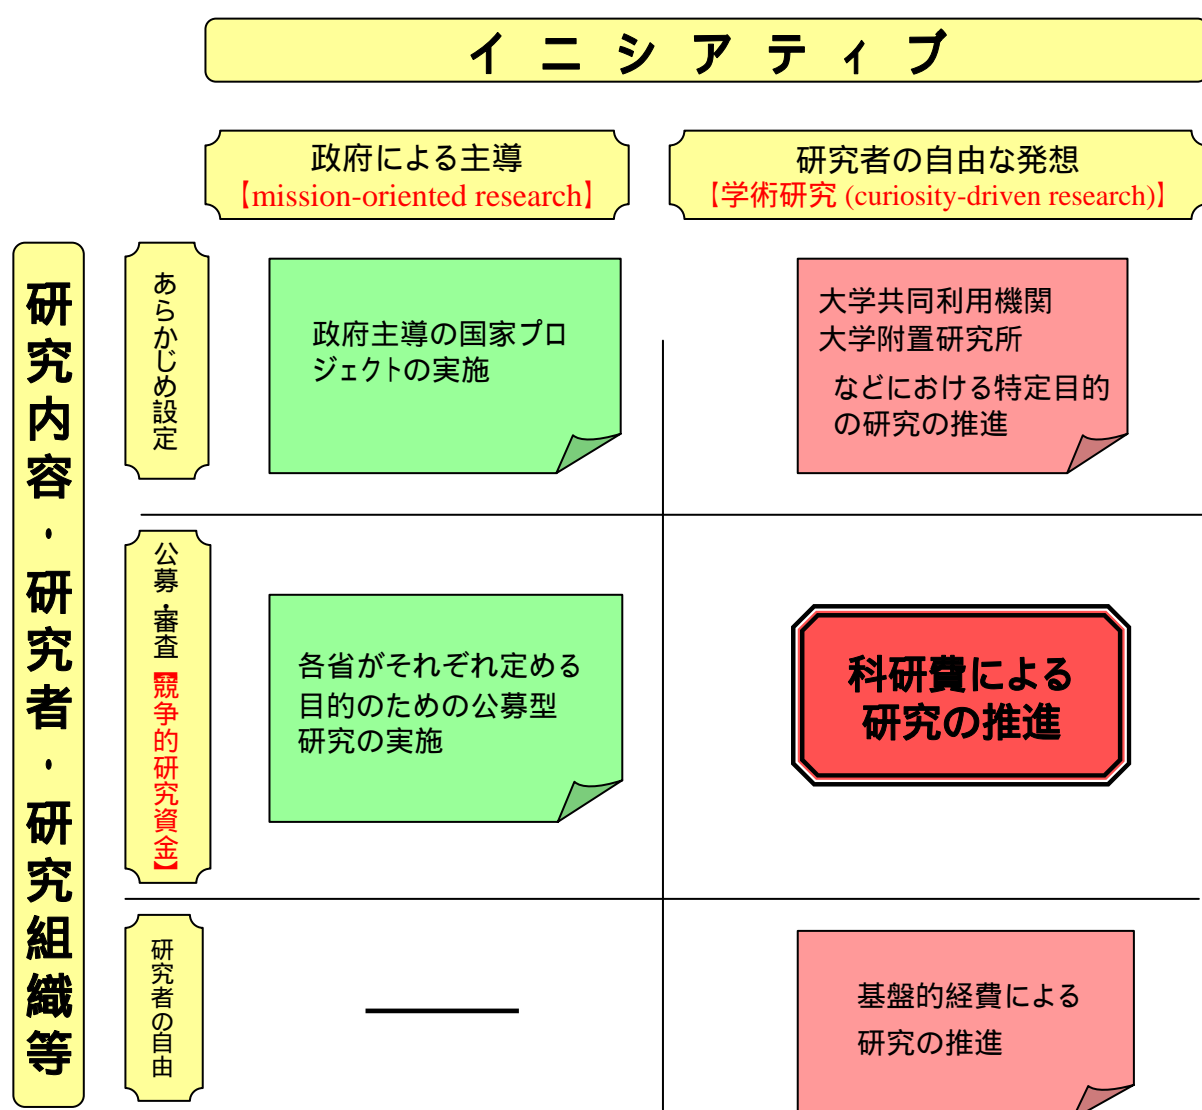 イニシアティブ
政府による主導
【mission-oriented research】
研究者の自由な発想
【学術研究 (curiosity-driven research)】
研究内容・研究者・研究組織等
あらかじめ設定
政府主導の国家プロ
ジェクトの実施
大学共同利用機関
大学附置研究所
などにおける特定目的
の研究の推進
公募・審査【競争的研究資金】
各省がそれぞれ定める
目的のための公募型
研究の実施
科研費による
研究の推進
研究者の自由
基盤的経費による
研究の推進